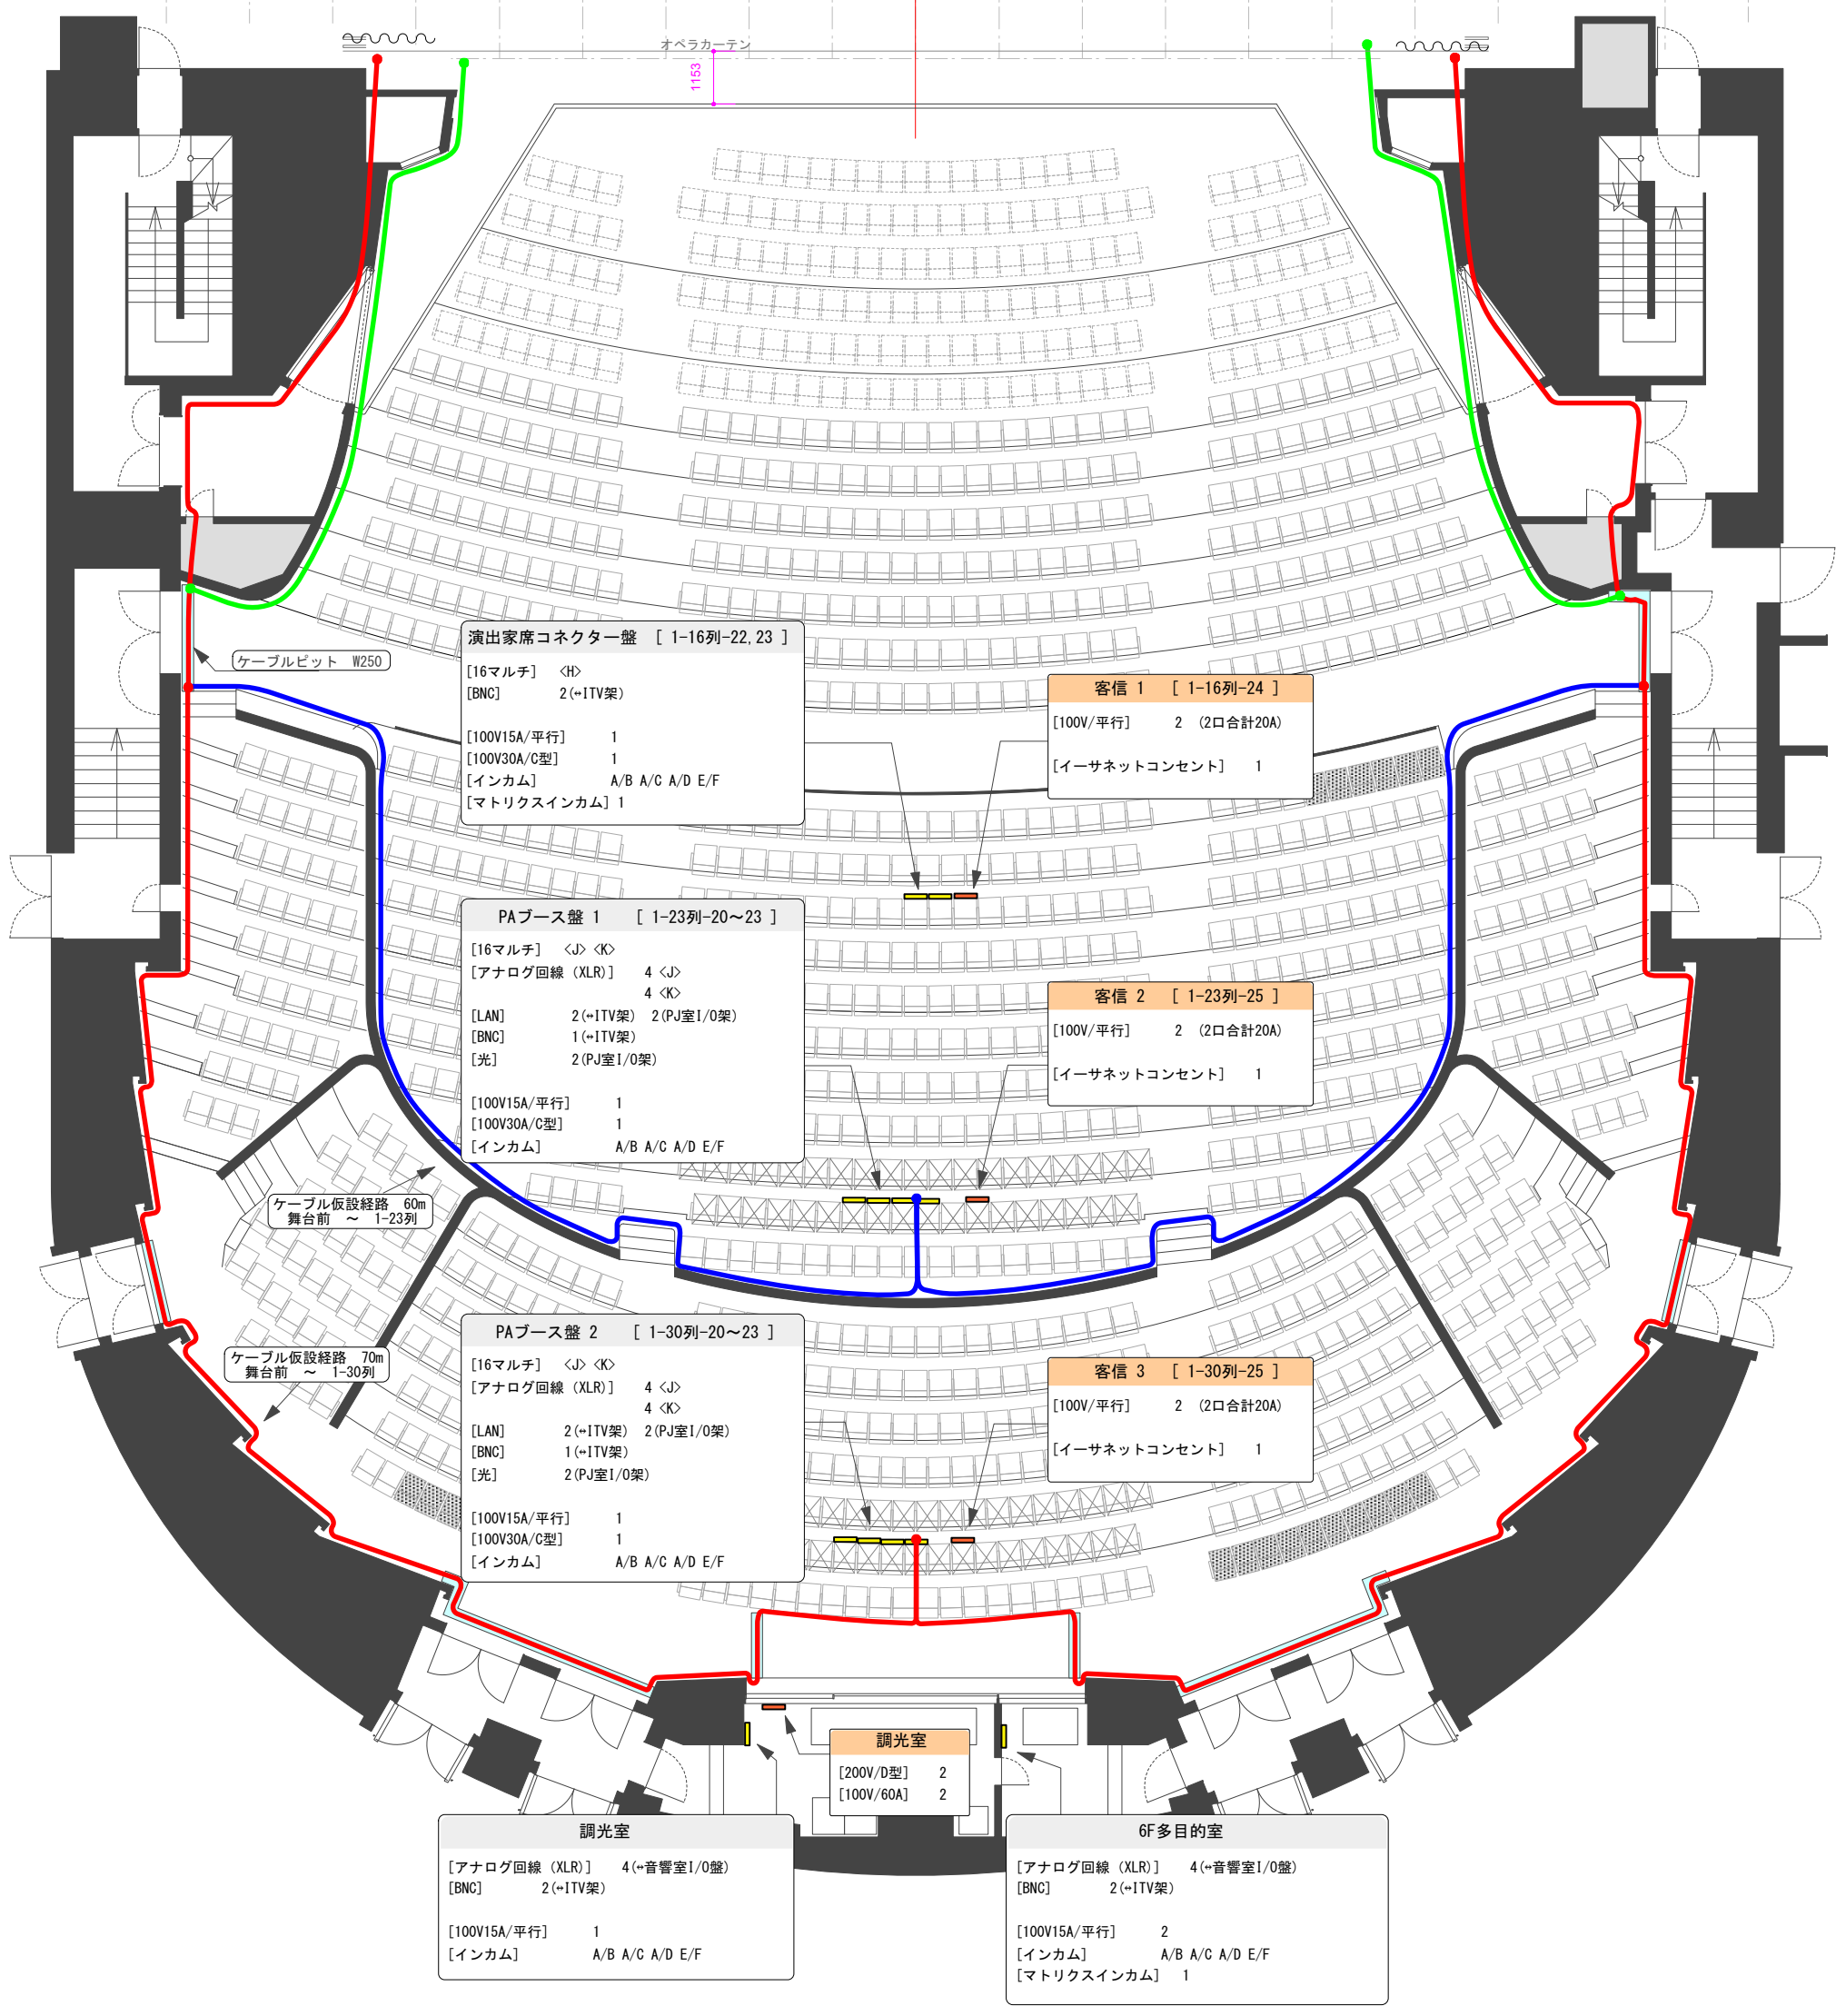 オペラカーテン
1153
演出家席コネクター盤 [ 1-16列-22,23 ]
[16マルチ] <H>
[BNC] 2(↔ITV架)
[100V15A/平行] 1
[100V30A/C型] 1
[インカム] A/B A/C A/D E/F
[マトリクスインカム] 1
ケーブルピット W250
客信 1 [ 1-16列-24 ]
[100V/平行] 2 (2口合計20A)
[イーサネットコンセント] 1
PAブース盤 1 [ 1-23列-20～23 ]
[16マルチ] <J> <K>
[アナログ回線 (XLR)] 4 <J>
4 <K>
[LAN] 2(↔ITV架) 2(PJ室I/O架)
[BNC] 1(↔ITV架)
[光] 2(PJ室I/O架)
[100V15A/平行] 1
[100V30A/C型] 1
[インカム] A/B A/C A/D E/F
客信 2 [ 1-23列-25 ]
[100V/平行] 2 (2口合計20A)
[イーサネットコンセント] 1
ケーブル仮設経路 60m
舞台前 ～ 1-23列
PAブース盤 2 [ 1-30列-20～23 ]
[16マルチ] <J> <K>
[アナログ回線 (XLR)] 4 <J>
4 <K>
[LAN] 2(↔ITV架) 2(PJ室I/O架)
[BNC] 1(↔ITV架)
[光] 2(PJ室I/O架)
[100V15A/平行] 1
[100V30A/C型] 1
[インカム] A/B A/C A/D E/F
ケーブル仮設経路 70m
舞台前 ～ 1-30列
客信 3 [ 1-30列-25 ]
[100V/平行] 2 (2口合計20A)
[イーサネットコンセント] 1
調光室
[200V/D型] 2
[100V/60A] 2
調光室
[アナログ回線 (XLR)] 4(↔音響室I/O盤)
[BNC] 2(↔ITV架)
[100V15A/平行] 1
[インカム] A/B A/C A/D E/F
6F多目的室
[アナログ回線 (XLR)] 4(↔音響室I/O盤)
[BNC] 2(↔ITV架)
[100V15A/平行] 2
[インカム] A/B A/C A/D E/F
[マトリクスインカム] 1